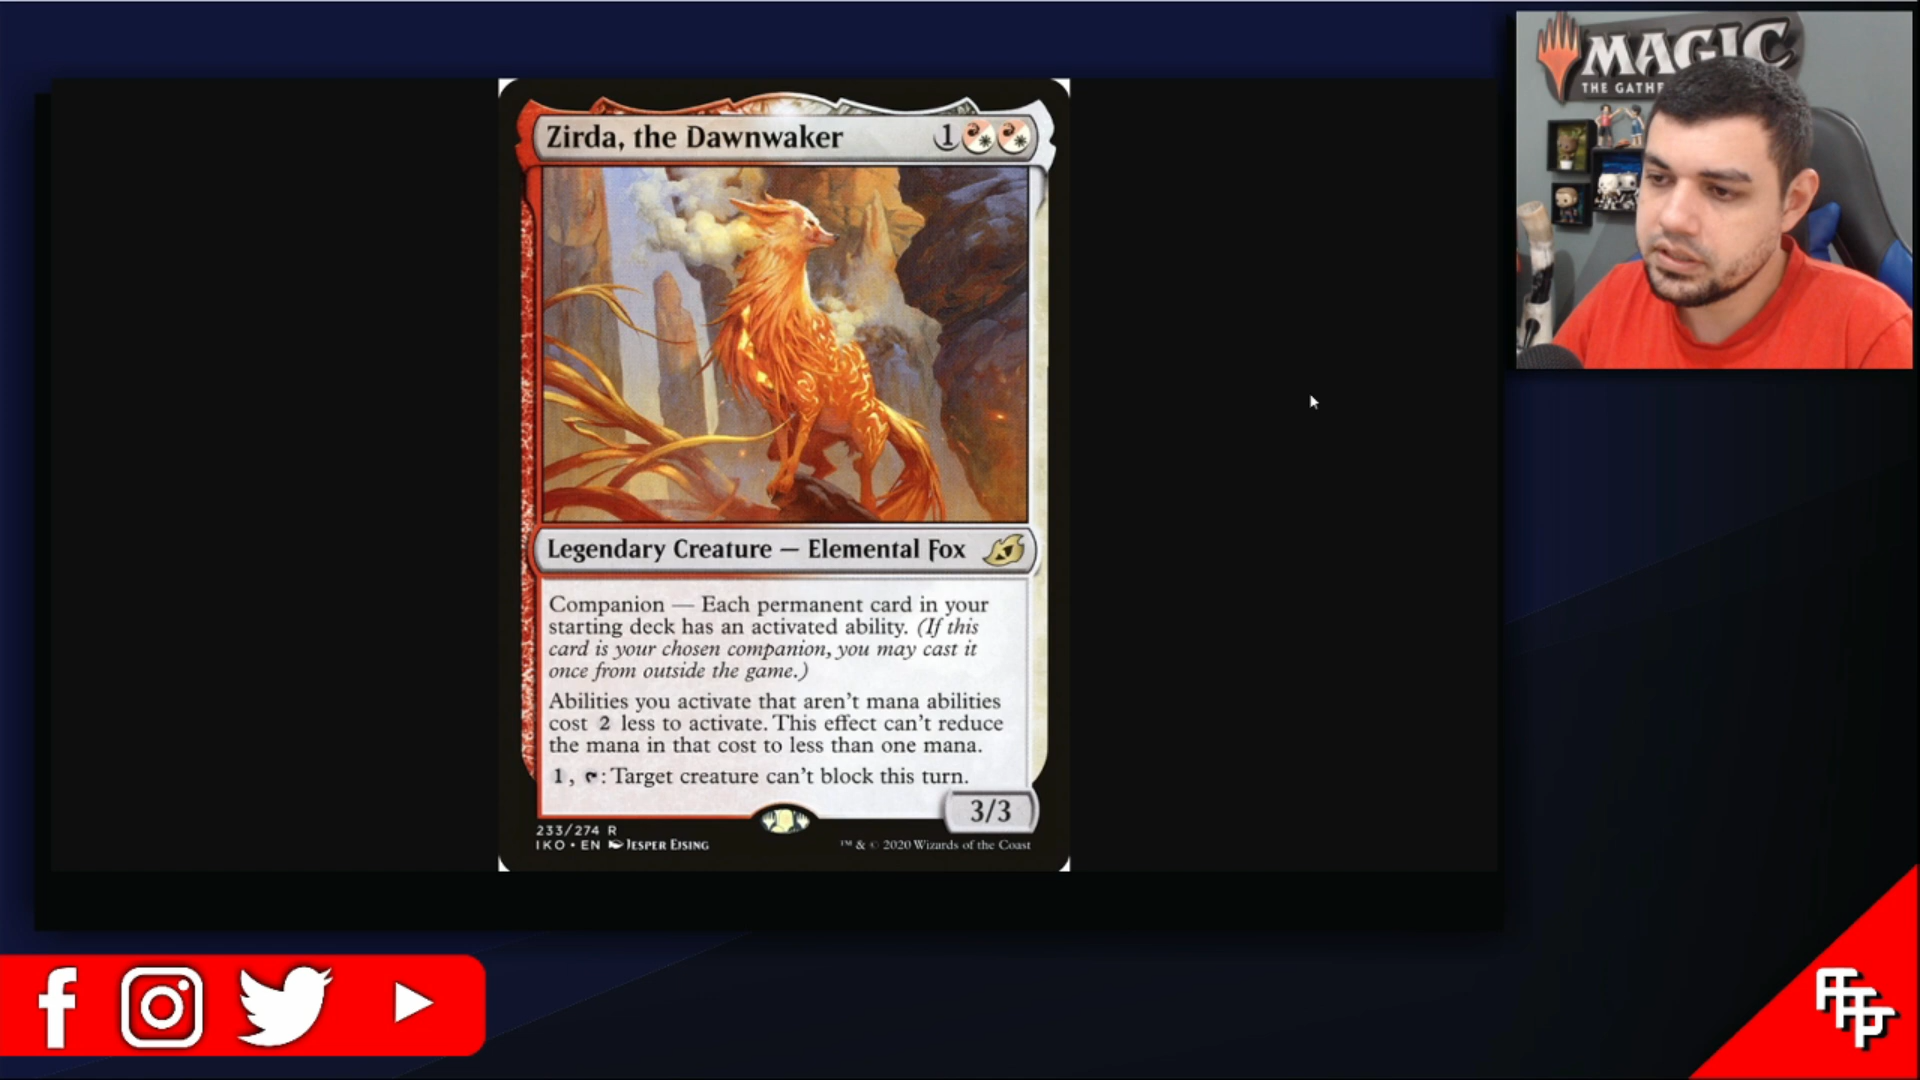 Zirda, the Dawnwaker 1
Legendary Creature — Elemental Fox
Companion — Each permanent card in your
starting deck has an activated ability. (If this
card is your chosen companion, you may cast it
once from outside the game.)
Abilities you activate that aren't mana abilities
cost 2 less to activate. This effect can't reduce
the mana in that cost to less than one mana.
1, : Target creature can't block this turn.
3/3
233/274 R
IKO • EN Jesper Ejsing
™ & © 2020 Wizards of the Coast
MAGIC
THE GATHE
f